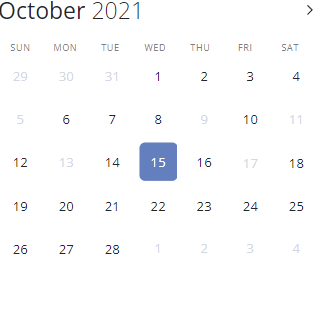 October 2021
SUN MON TUE WED THU FRI SAT
29 30 31 1 2 3 4
5 6 7 8 9 10 11
12 13 14 15 16 17 18
19 20 21 22 23 24 25
26 27 28 1 2 3 4